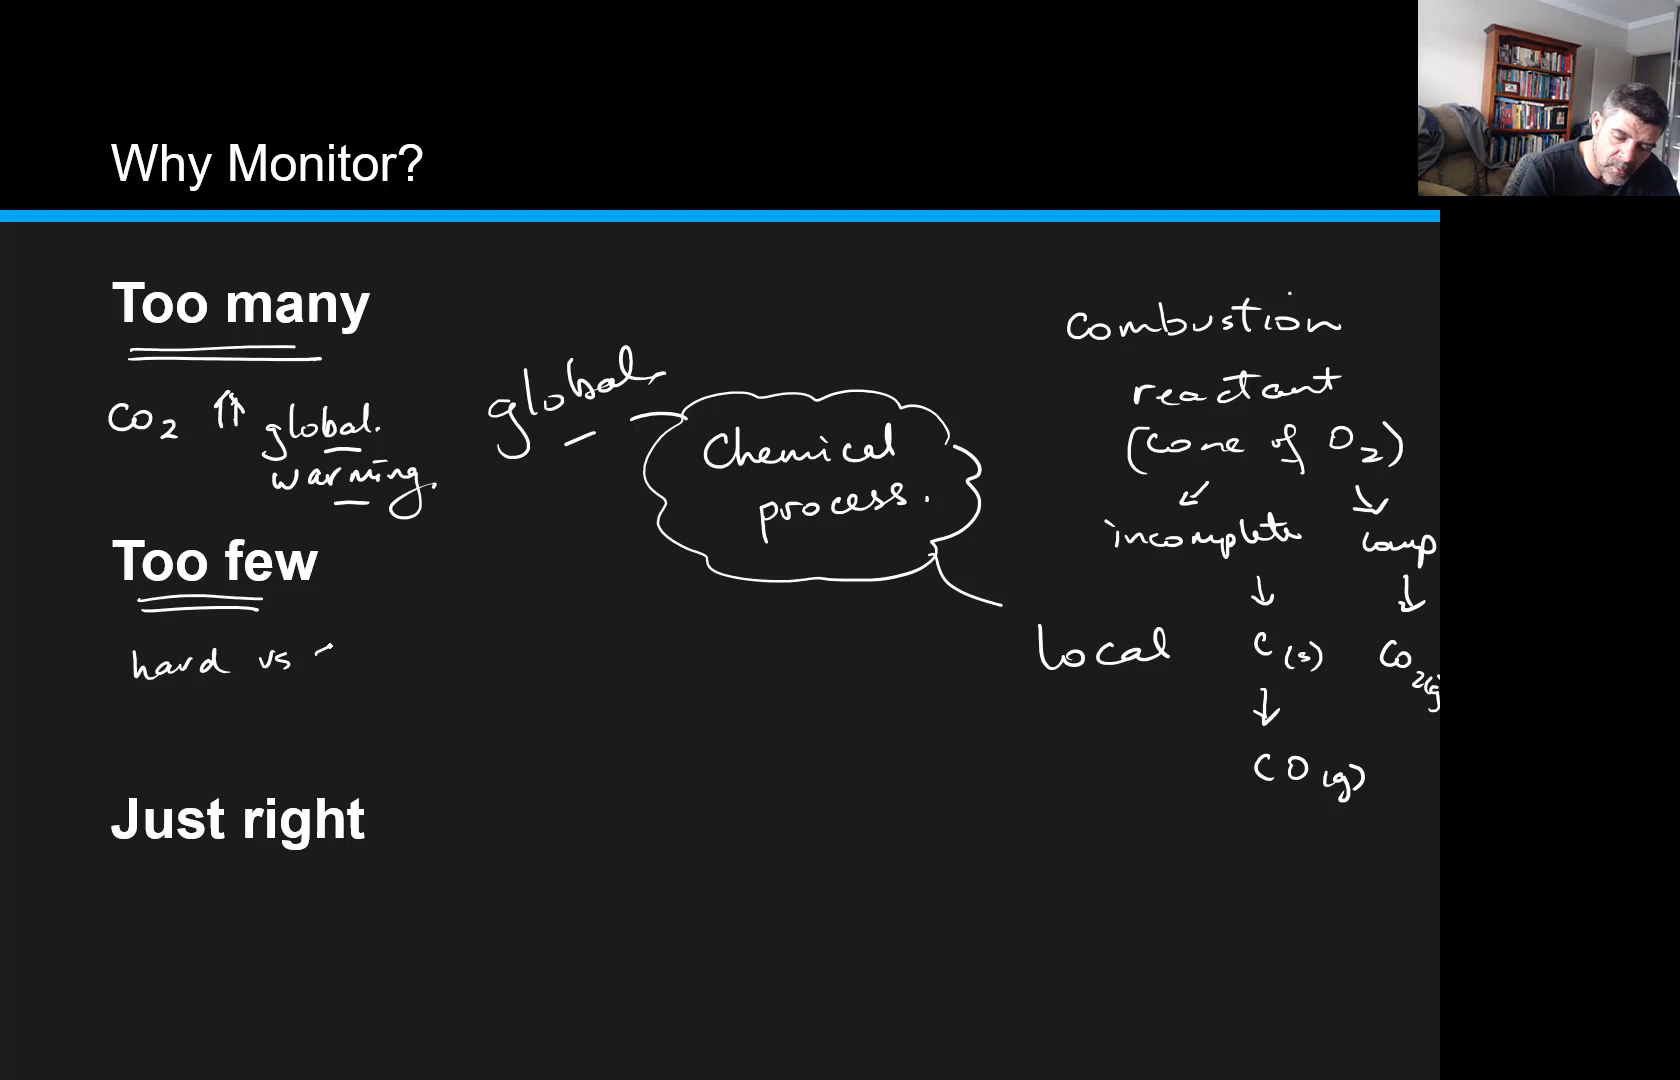 Why Monitor?
Too many
CO2 ⇈ global.
warming.
Too few
hard vs
Just right
global
Chemical
process.
local
combustion
reactant
(conc of O2)
↙ ↘
incomplete comp
↓ ↓
C(s) CO2(g)
↓
CO(g)